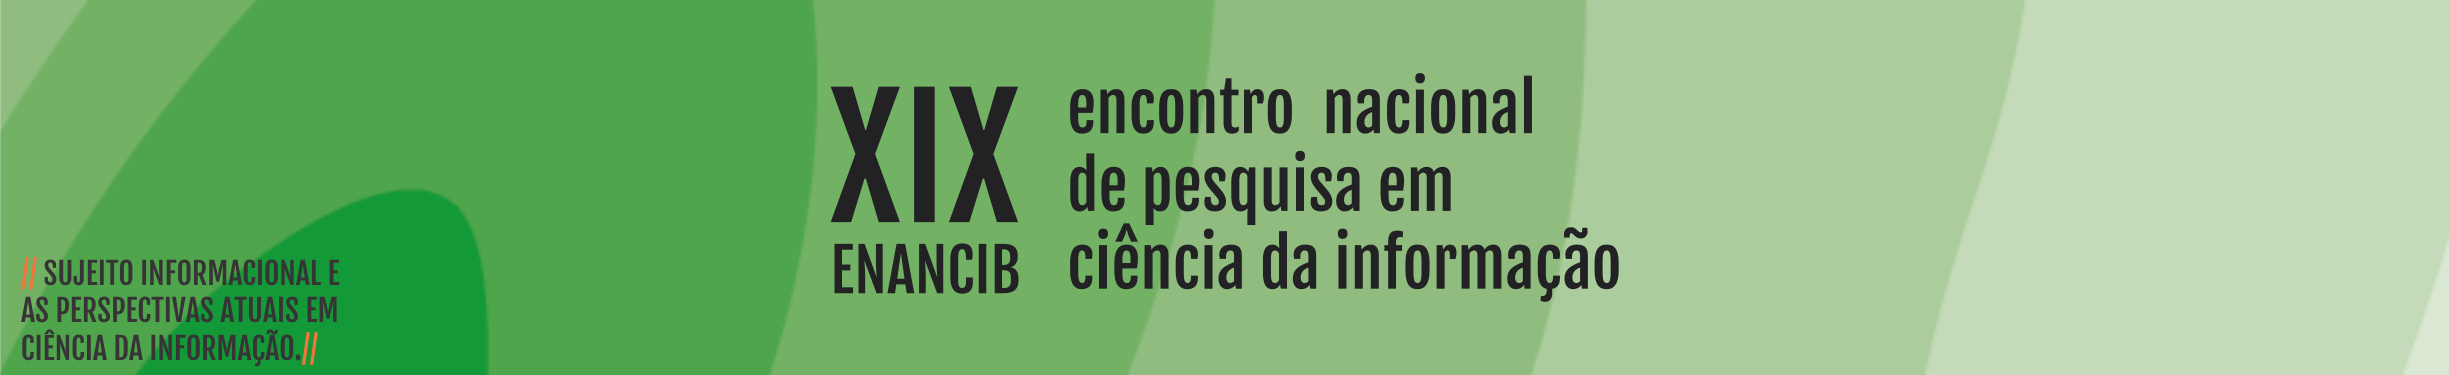 XIX
ENANCIB
encontro nacional
de pesquisa em
ciência da informação
// SUJEITO INFORMACIONAL E
AS PERSPECTIVAS ATUAIS EM
CIÊNCIA DA INFORMAÇÃO.//